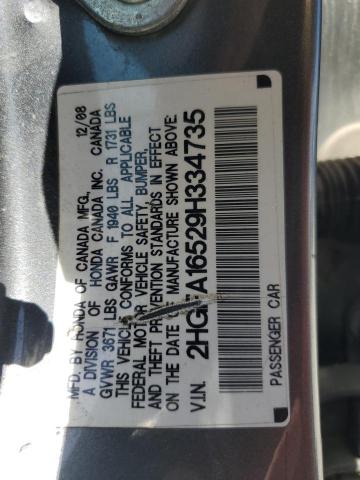 MFD. BY HONDA OF CANADA MFG. 12/08
A DIVISION OF HONDA CANADA INC. CANADA
GVWR 3671 LBS GAWR F 1940 LBS R 1731 LBS
THIS VEHICLE CONFORMS TO ALL APPLICABLE
FEDERAL MOTOR VEHICLE SAFETY, BUMPER,
AND THEFT PREVENTION STANDARDS IN EFFECT
ON THE DATE OF MANUFACTURE SHOWN ABOVE.
V.I.N.
PASSENGER CAR